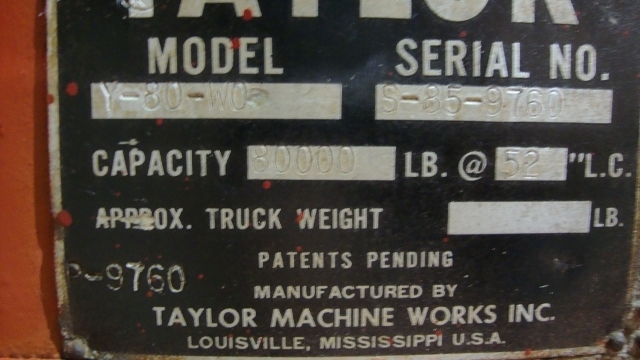 TAYLOR
MODEL SERIAL NO.
Y-80-WO S-85-9760
CAPACITY 80000 LB. @ 52 "L.C.
APPROX. TRUCK WEIGHT LB.
PATENTS PENDING
P-9760
MANUFACTURED BY
TAYLOR MACHINE WORKS INC.
LOUISVILLE, MISSISSIPPI U.S.A.